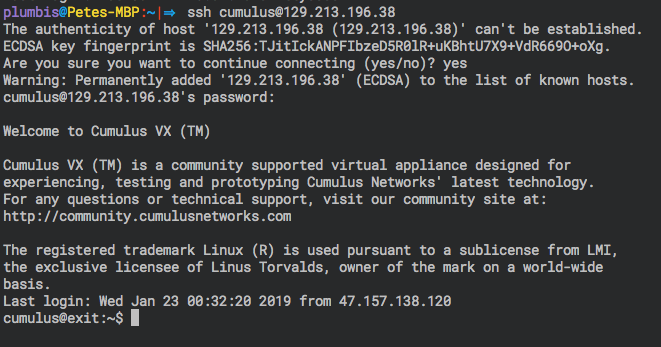 plumbis@Petes-MBP:~|⇒ ssh cumulus@129.213.196.38
The authenticity of host '129.213.196.38 (129.213.196.38)' can't be established.
ECDSA key fingerprint is SHA256:TJitIckANPFIbzeD5R0lR+uKBhtU7X9+VdR669O+oXg.
Are you sure you want to continue connecting (yes/no)? yes
Warning: Permanently added '129.213.196.38' (ECDSA) to the list of known hosts.
cumulus@129.213.196.38's password:
Welcome to Cumulus VX (TM)
Cumulus VX (TM) is a community supported virtual appliance designed for
experiencing, testing and prototyping Cumulus Networks' latest technology.
For any questions or technical support, visit our community site at:
http://community.cumulusnetworks.com
The registered trademark Linux (R) is used pursuant to a sublicense from LMI,
the exclusive licensee of Linus Torvalds, owner of the mark on a world-wide
basis.
Last login: Wed Jan 23 00:32:20 2019 from 47.157.138.120
cumulus@exit:~$